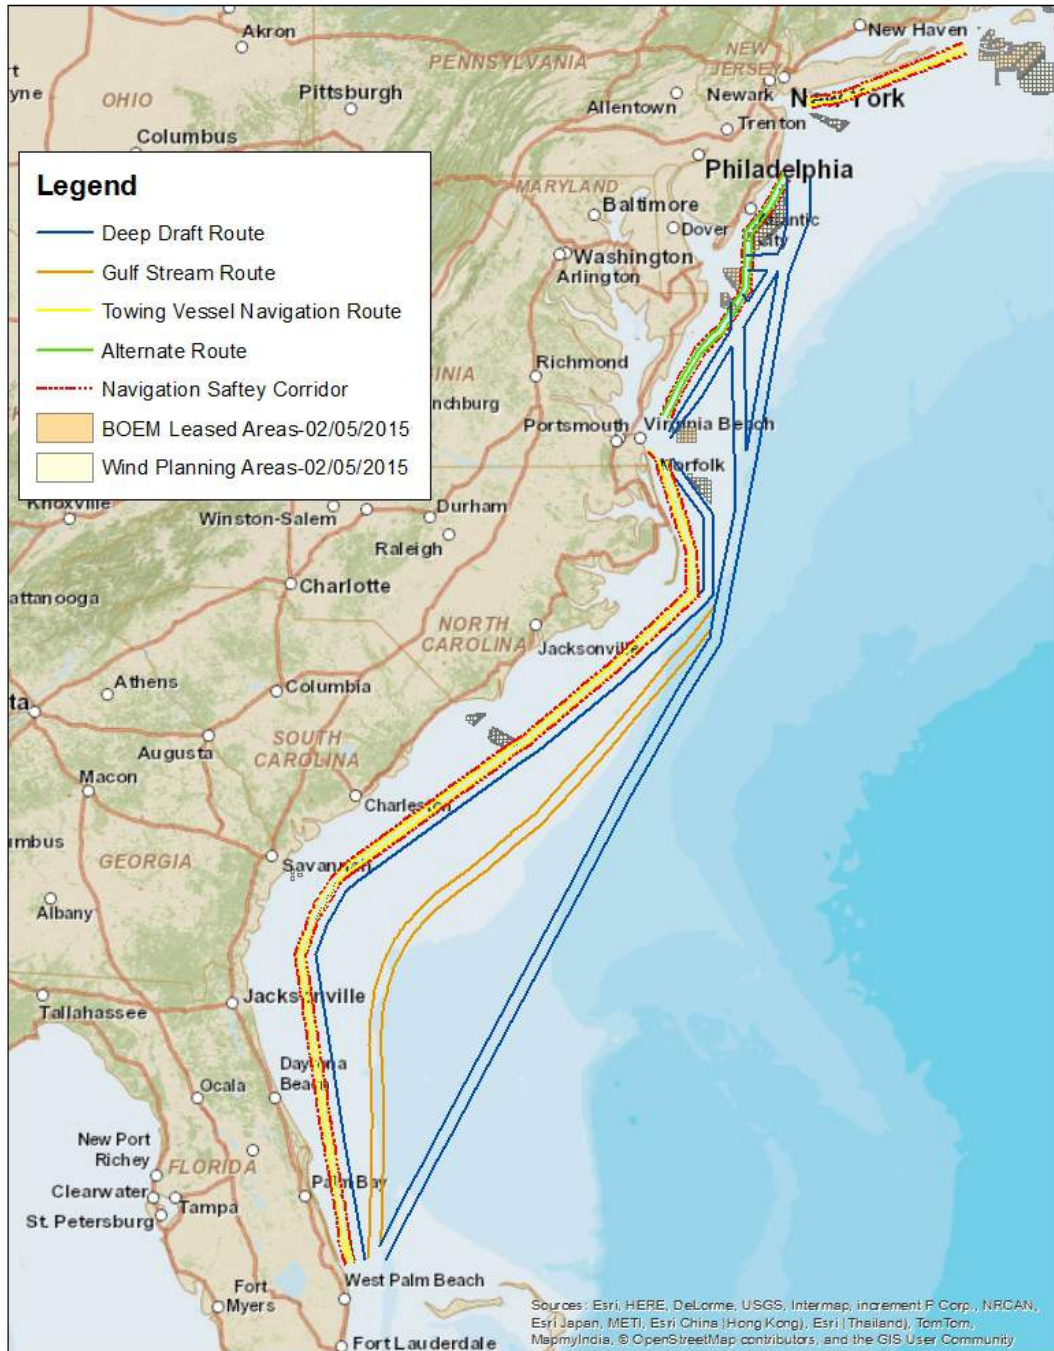 Akron
New Haven
PENNSYLVANIA
NEW
JERSEY
OHIO
Pittsburgh
Allentown
Newark
New York
Trenton
Columbus
Philadelphia
MARYLAND
Baltimore
Dover
Washington
Arlington
Legend
Deep Draft Route
Gulf Stream Route
Towing Vessel Navigation Route
Alternate Route
Navigation Saftey Corridor
BOEM Leased Areas-02/05/2015
Wind Planning Areas-02/05/2015
Richmond
INIA
nchburg
Portsmouth
Virginia Beach
Norfolk
Knoxville
Winston-Salem
Durham
Raleigh
Charlotte
attanooga
NORTH
CAROLINA
Jacksonville
Athens
Columbia
ta
Augusta
SOUTH
CAROLINA
Macon
Charleston
umbus
GEORGIA
Savannah
Albany
Jacksonville
Tallahassee
Daytona
Beach
Ocala
New Port
Richey
FLORIDA
Clearwater
Tampa
Palm Bay
St. Petersburg
West Palm Beach
Fort
Myers
Fort Lauderdale
Sources: Esri, HERE, DeLorme, USGS, Intermap, increment P Corp., NRCAN,
Esri Japan, METI, Esri China (Hong Kong), Esri (Thailand), TomTom,
MapmyIndia, © OpenStreetMap contributors, and the GIS User Community